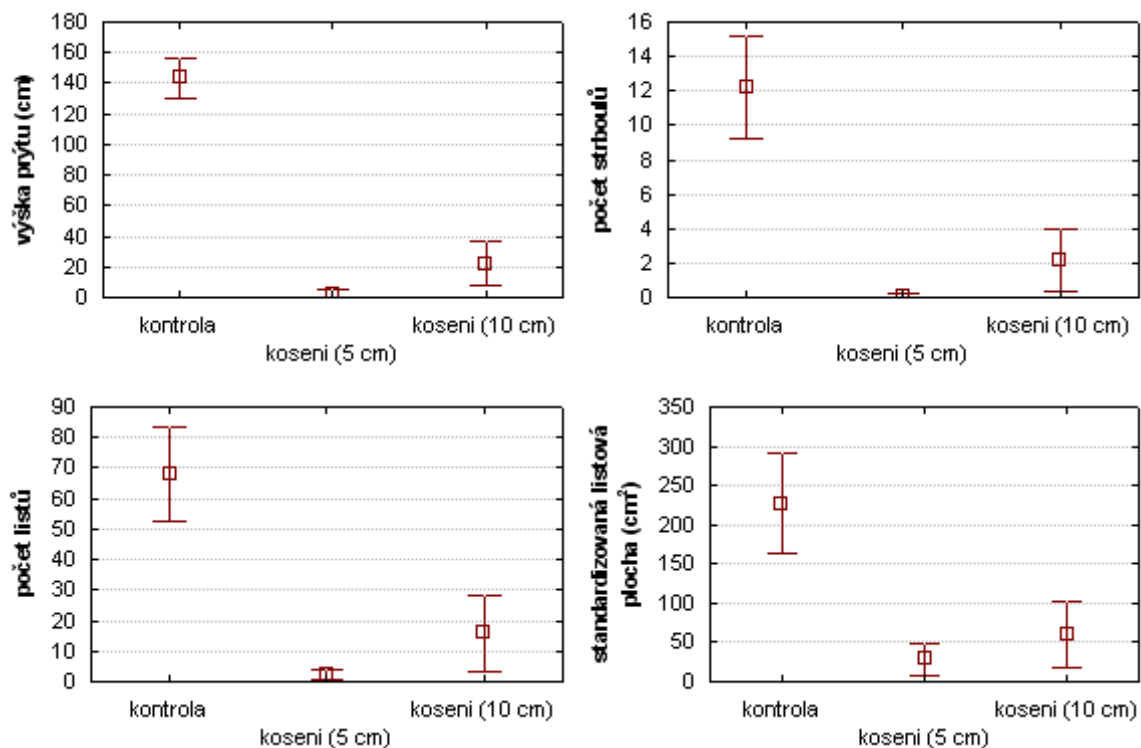 výška prýtu (cm)
180
160
140
120
100
80
60
40
20
0
kontrola
koseni (10 cm)
koseni (5 cm)
počet strboulů
16
14
12
10
8
6
4
2
0
kontrola
koseni (10 cm)
koseni (5 cm)
počet listů
90
80
70
60
50
40
30
20
10
0
kontrola
koseni (10 cm)
koseni (5 cm)
standardizovaná listová
plocha (cm²)
350
300
250
200
150
100
50
0
kontrola
koseni (10 cm)
koseni (5 cm)